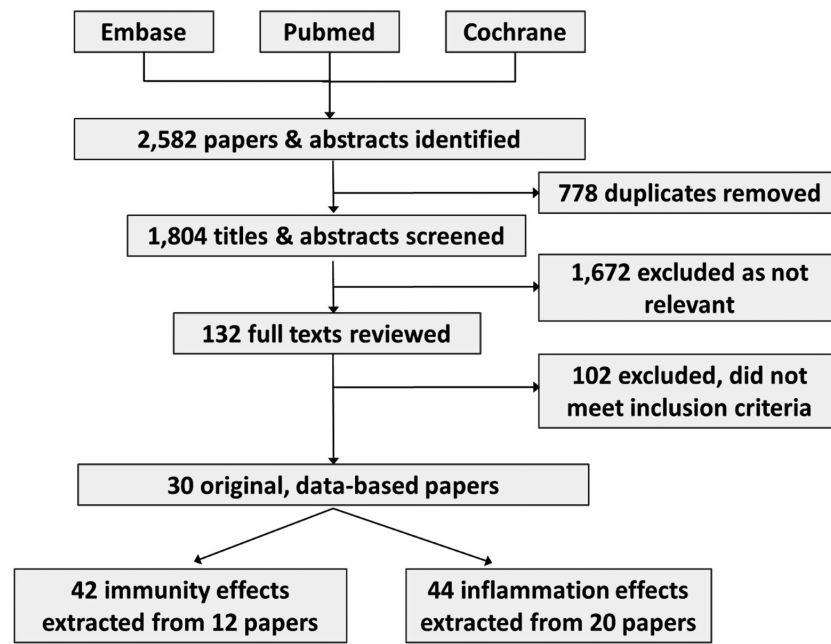 Embase
Pubmed
Cochrane
2,582 papers & abstracts identified
778 duplicates removed
1,804 titles & abstracts screened
1,672 excluded as not
relevant
132 full texts reviewed
102 excluded, did not
meet inclusion criteria
30 original, data-based papers
42 immunity effects
extracted from 12 papers
44 inflammation effects
extracted from 20 papers